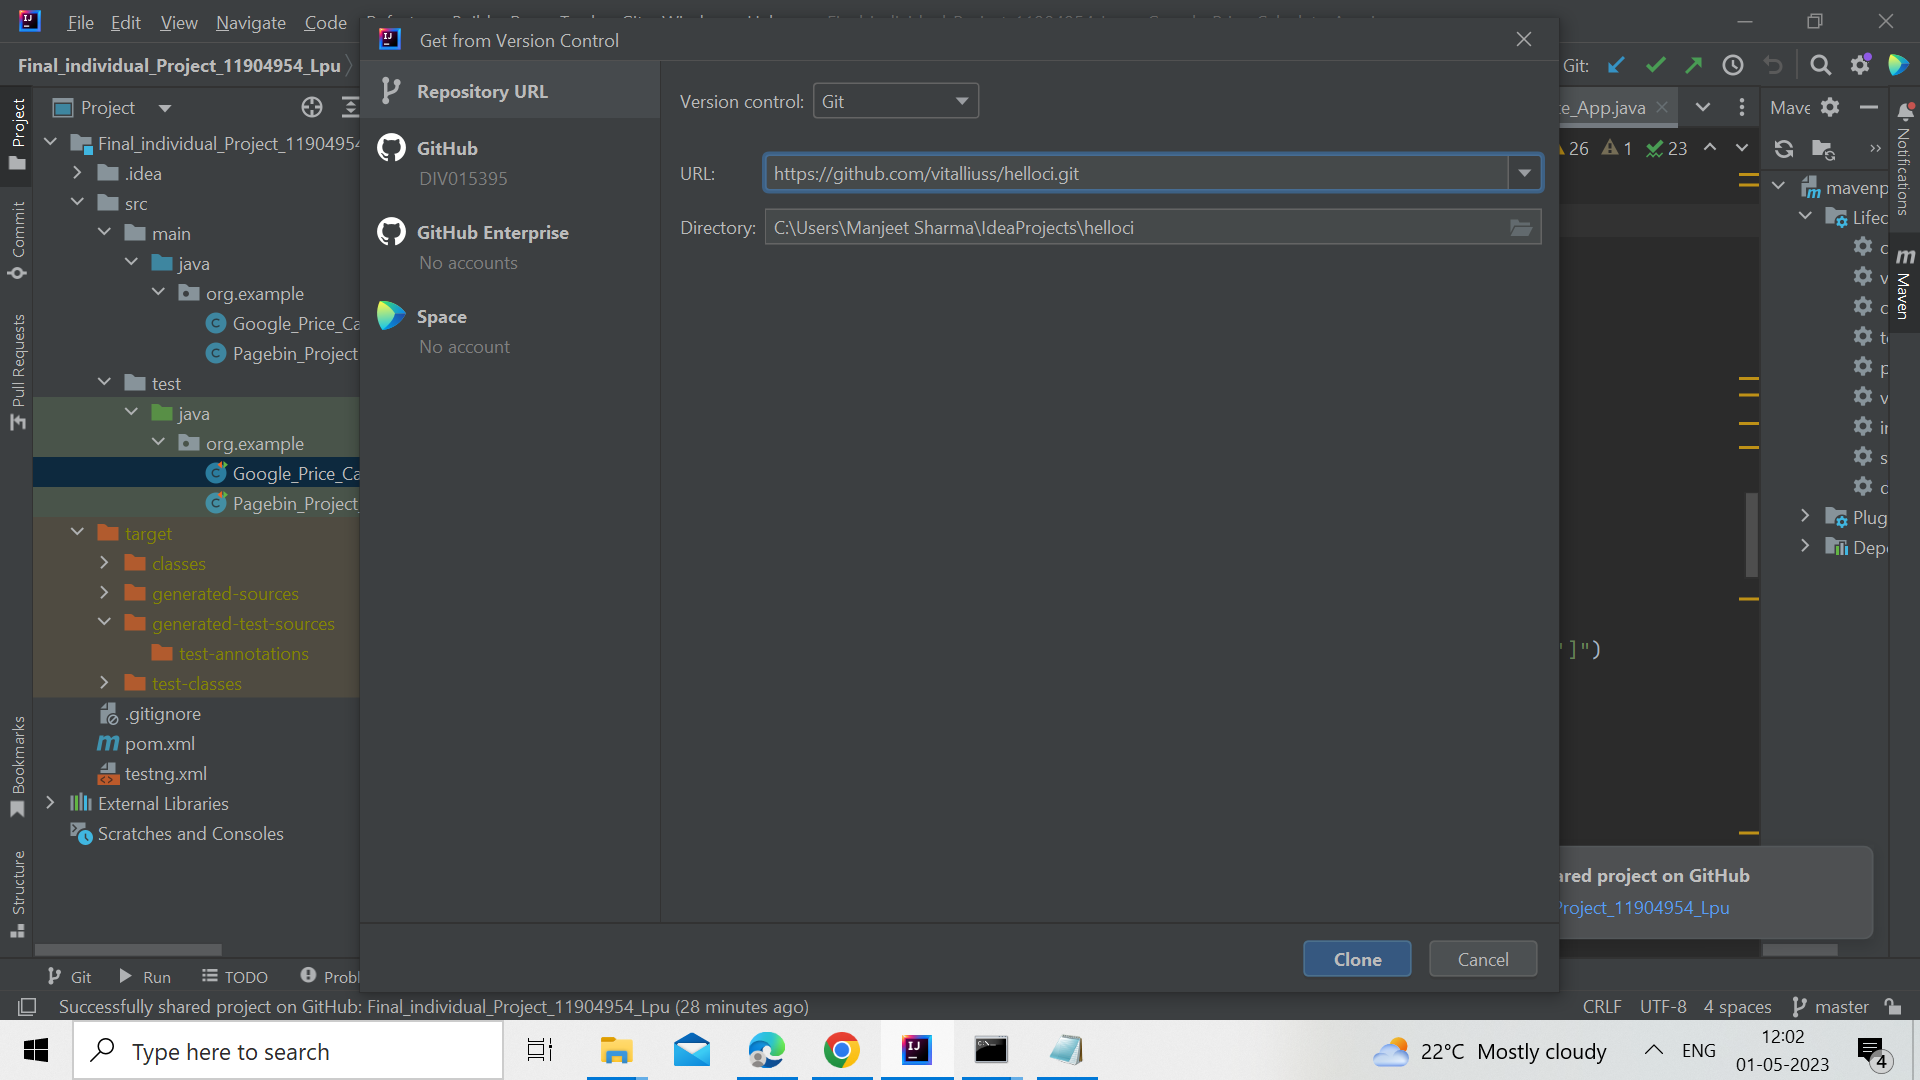 File Edit View Navigate Code
Get from Version Control
Final_individual_Project_11904954_Lpu
Git:
Project
Repository URL
Version control: Git
e_App.java
Mave
Final_individual_Project_1190495
GitHub
DIV015395
26 1 23
.idea
URL: https://github.com/vitalliuss/helloci.git
mavenp
src
Lifec
main
GitHub Enterprise
No accounts
Directory: C:\Users\Manjeet Sharma\IdeaProjects\helloci
java
org.example
Google_Price_Ca
Space
No account
Pagebin_Project
test
java
org.example
Google_Price_Ca
Pagebin_Project_
Plug
Depe
target
classes
generated-sources
generated-test-sources
test-annotations
test-classes
']")
.gitignore
pom.xml
testng.xml
External Libraries
Scratches and Consoles
Project
Commit
Pull Requests
Bookmarks
Structure
Notifications
Maven
ared project on GitHub
Project_11904954_Lpu
Clone Cancel
Git Run TODO Probl
Successfully shared project on GitHub: Final_individual_Project_11904954_Lpu (28 minutes ago)
CRLF UTF-8 4 spaces master
Type here to search
22°C Mostly cloudy
ENG
12:02
01-05-2023
4